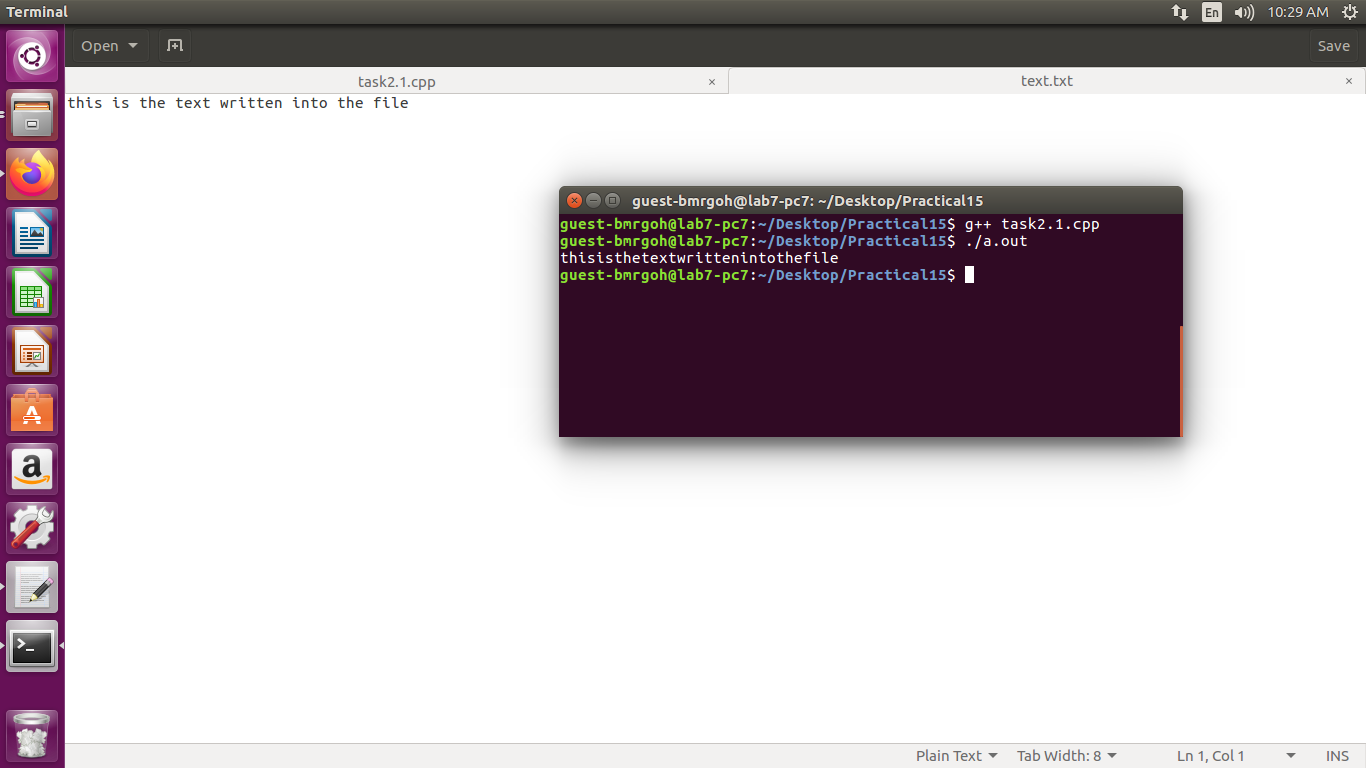 Terminal
En
10:29 AM
Open
Save
task2.1.cpp ×
text.txt ×
this is the text written into the file
guest-bmrgoh@lab7-pc7: ~/Desktop/Practical15
guest-bmrgoh@lab7-pc7:~/Desktop/Practical15$ g++ task2.1.cpp
guest-bmrgoh@lab7-pc7:~/Desktop/Practical15$ ./a.out
thisisthetextwrittenintothefile
guest-bmrgoh@lab7-pc7:~/Desktop/Practical15$
Plain Text
Tab Width: 8
Ln 1, Col 1
INS